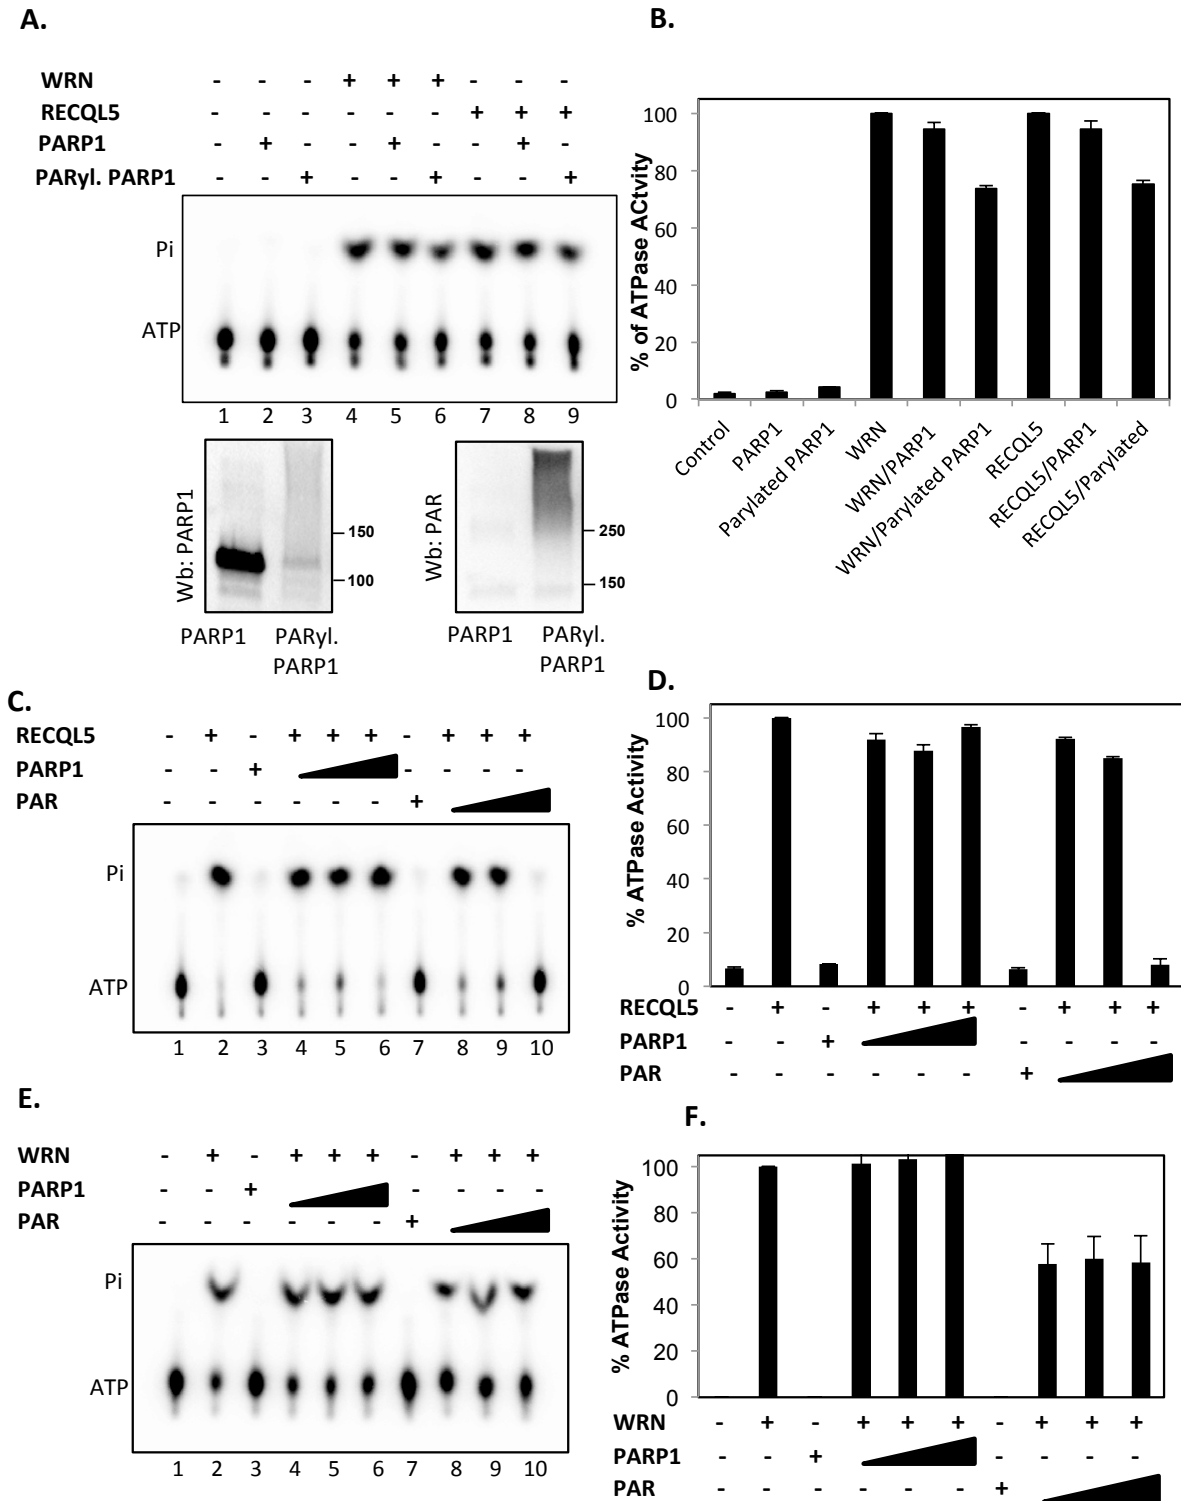 A.
WRN - - - + + + - - -
RECQL5 - - - - - - + + +
PARP1 - + - - + - - + -
PARyl. PARP1 - - + - - + - - +
Pi
ATP
1 2 3 4 5 6 7 8 9
Wb: PARP1
150
100
PARP1 PARyl.
PARP1
Wb: PAR
250
150
PARP1 PARyl.
PARP1
B.
% of ATPase ACtvity
100
80
60
40
20
0
Control
PARP1
Parylated PARP1
WRN
WRN/PARP1
WRN/Parylated PARP1
RECQL5
RECQL5/PARP1
RECQL5/Parylated
C.
RECQL5 - + - + + + - + + +
PARP1 - - + - - - -
PAR - - - - - - +
Pi
ATP
1 2 3 4 5 6 7 8 9 10
D.
% ATPase Activity
100
80
60
40
20
0
RECQL5 - + - + + + - + + +
PARP1 - - + - - - -
PAR - - - - - - +
E.
WRN - + - + + + - + + +
PARP1 - - + - - - -
PAR - - - - - - +
Pi
ATP
1 2 3 4 5 6 7 8 9 10
F.
% ATPase Activity
100
80
60
40
20
0
WRN - + - + + + - + + +
PARP1 - - + - - - -
PAR - - - - - - +